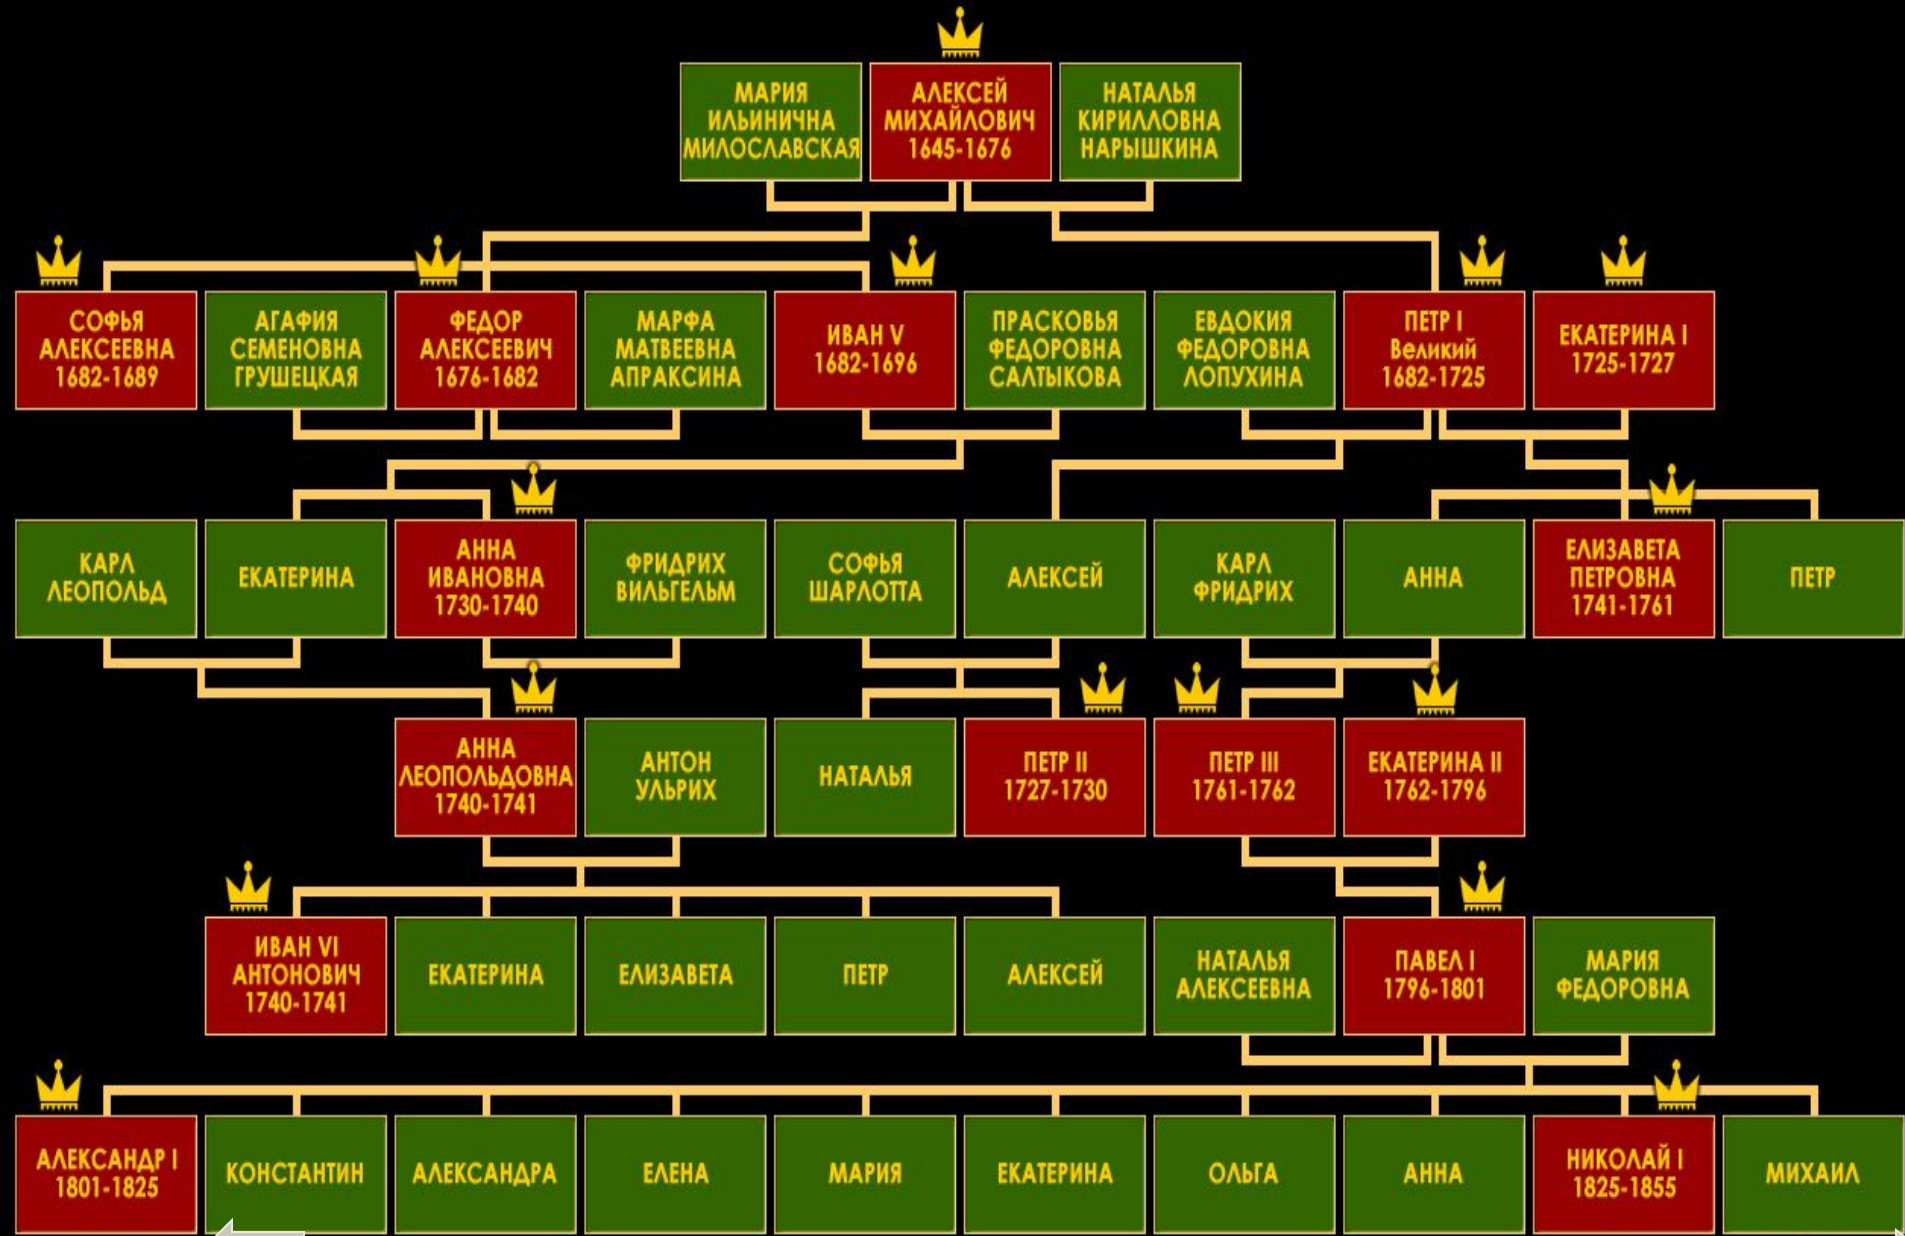 МАРИЯ
ИЛЬИНИЧНА
МИЛОСЛАВСКАЯ
АЛЕКСЕЙ
МИХАЙЛОВИЧ
1645-1676
НАТАЛЬЯ
КИРИЛЛОВНА
НАРЫШКИНА
СОФЬЯ
АЛЕКСЕЕВНА
1682-1689
АГАФИЯ
СЕМЕНОВНА
ГРУШЕЦКАЯ
ФЕДОР
АЛЕКСЕЕВИЧ
1676-1682
МАРФА
МАТВЕЕВНА
АПРАКСИНА
ИВАН V
1682-1696
ПРАСКОВЬЯ
ФЕДОРОВНА
САЛТЫКОВА
ЕВДОКИЯ
ФЕДОРОВНА
ЛОПУХИНА
ПЕТР I
Великий
1682-1725
ЕКАТЕРИНА I
1725-1727
КАРЛ
ЛЕОПОЛЬД
ЕКАТЕРИНА
АННА
ИВАНОВНА
1730-1740
ФРИДРИХ
ВИЛЬГЕЛЬМ
СОФЬЯ
ШАРЛОТТА
АЛЕКСЕЙ
КАРЛ
ФРИДРИХ
АННА
ЕЛИЗАВЕТА
ПЕТРОВНА
1741-1761
ПЕТР
АННА
ЛЕОПОЛЬДОВНА
1740-1741
АНТОН
УЛЬРИХ
НАТАЛЬЯ
ПЕТР II
1727-1730
ПЕТР III
1761-1762
ЕКАТЕРИНА II
1762-1796
ИВАН VI
АНТОНОВИЧ
1740-1741
ЕКАТЕРИНА
ЕЛИЗАВЕТА
ПЕТР
АЛЕКСЕЙ
НАТАЛЬЯ
АЛЕКСЕЕВНА
ПАВЕЛ I
1796-1801
МАРИЯ
ФЕДОРОВНА
АЛЕКСАНДР I
1801-1825
КОНСТАНТИН
АЛЕКСАНДРА
ЕЛЕНА
МАРИЯ
ЕКАТЕРИНА
ОЛЬГА
АННА
НИКОЛАЙ I
1825-1855
МИХАИЛ